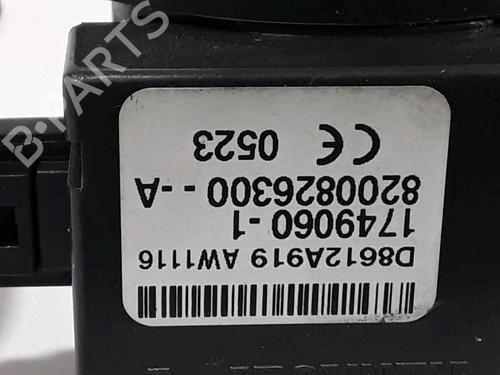 D8612A919 AW1116
1749060-1
8200826300--A
CE 0523
B-PARTS